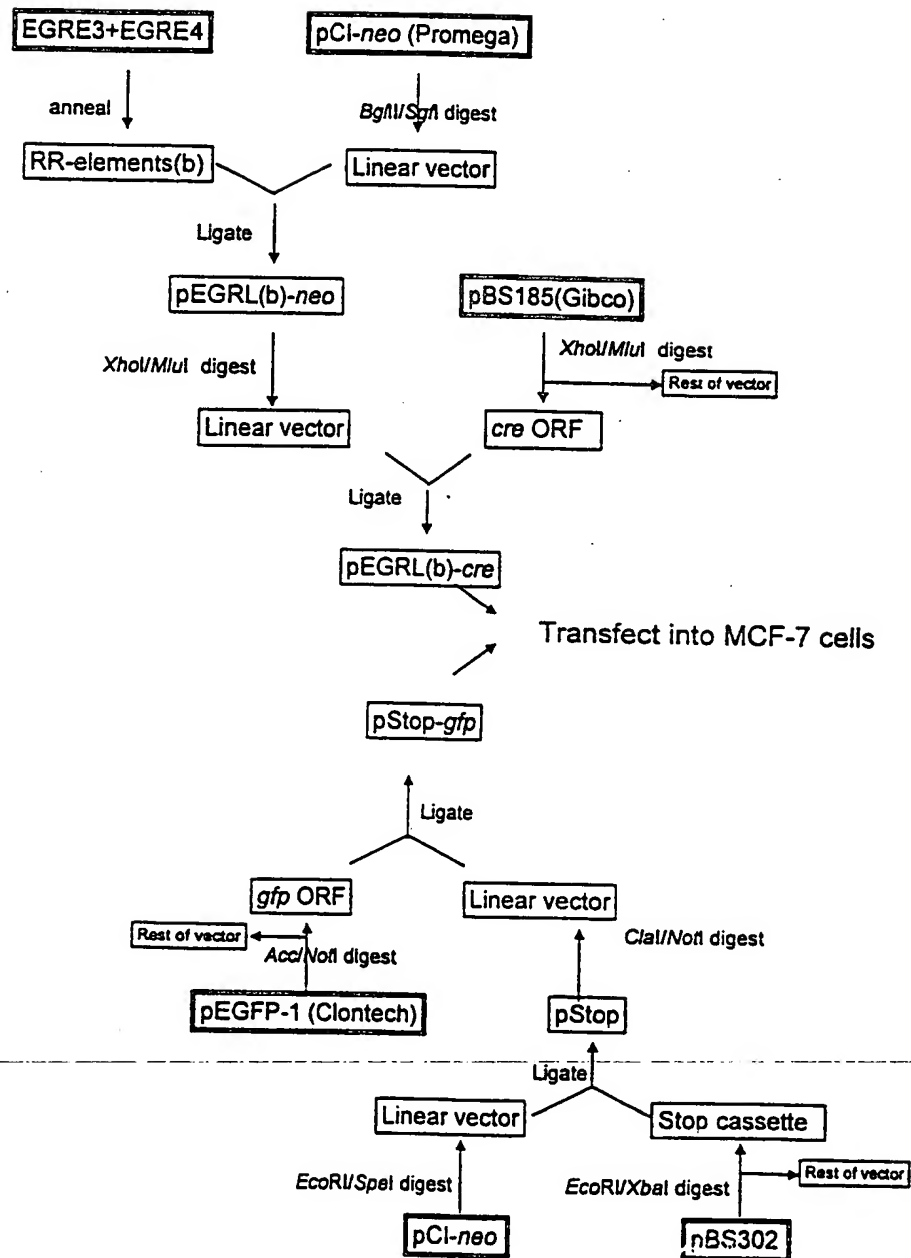 EGRE3+EGRE4
pCI-neo (Promega)
anneal
BglII/SgfI digest
RR-elements(b)
Linear vector
Ligate
pEGRL(b)-neo
pBS185(Gibco)
XhoI/MluI digest
XhoI/MluI digest
Rest of vector
Linear vector
cre ORF
Ligate
pEGRL(b)-cre
Transfect into MCF-7 cells
pStop-gfp
Ligate
gfp ORF
Linear vector
Rest of vector
AccI/NotI digest
ClaI/NotI digest
pEGFP-1 (Clontech)
pStop
Ligate
Linear vector
Stop cassette
EcoRI/SpeI digest
EcoRI/XbaI digest
Rest of vector
pCI-neo
pBS302